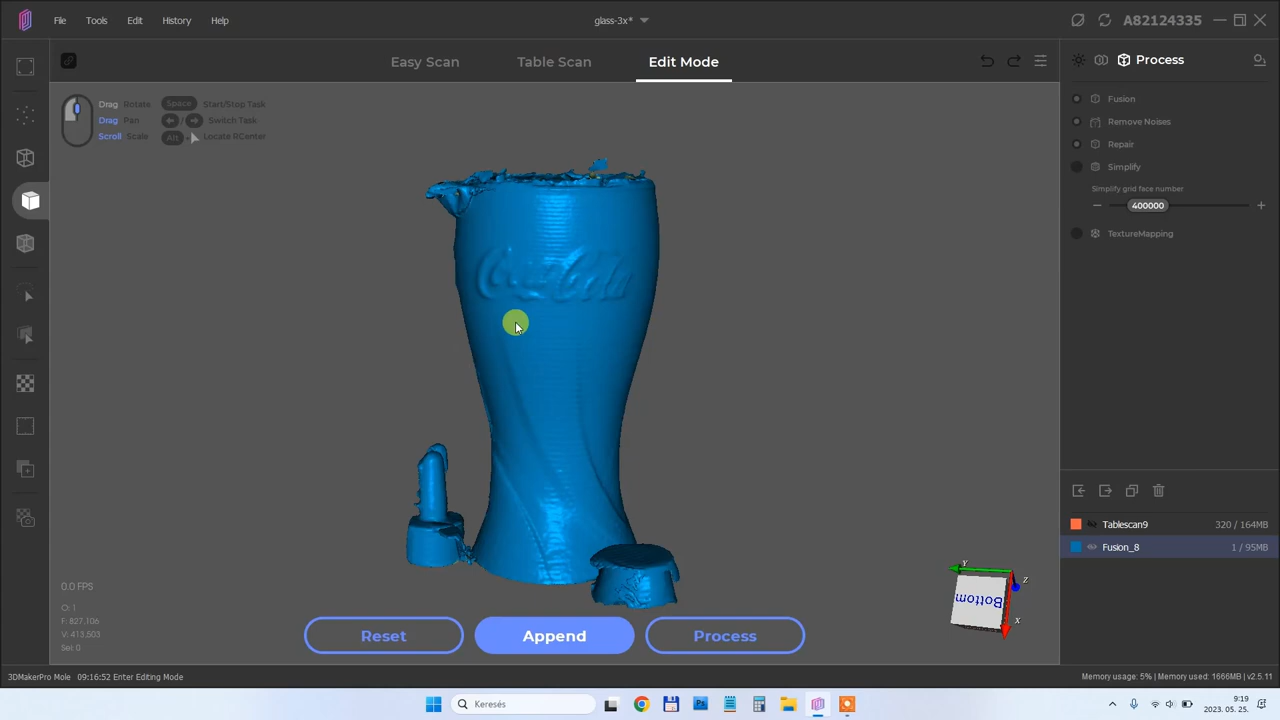 File Tools Edit History Help
glass-3x*
A82124335
Easy Scan Table Scan Edit Mode
Process
Drag Rotate Space Start/Stop Task
Drag Pan / Switch Task
Scroll Scale Alt + Locate RCenter
Fusion
Remove Noises
Repair
Simplify
Simplify grid face number
400000
TextureMapping
Coca-Cola
Tablescan9 320 / 164MB
Fusion_8 1 / 95MB
y
z
Bottom
x
0.0 FPS
O: 1
F: 827,106
V: 413,503
Sel: 0
Reset Append Process
3DMakerPro Mole 09:16:52 Enter Editing Mode
Memory usage: 5% | Memory used: 1666MB | v2.5.11
Keresés
Ps
9:19
2023. 05. 25.